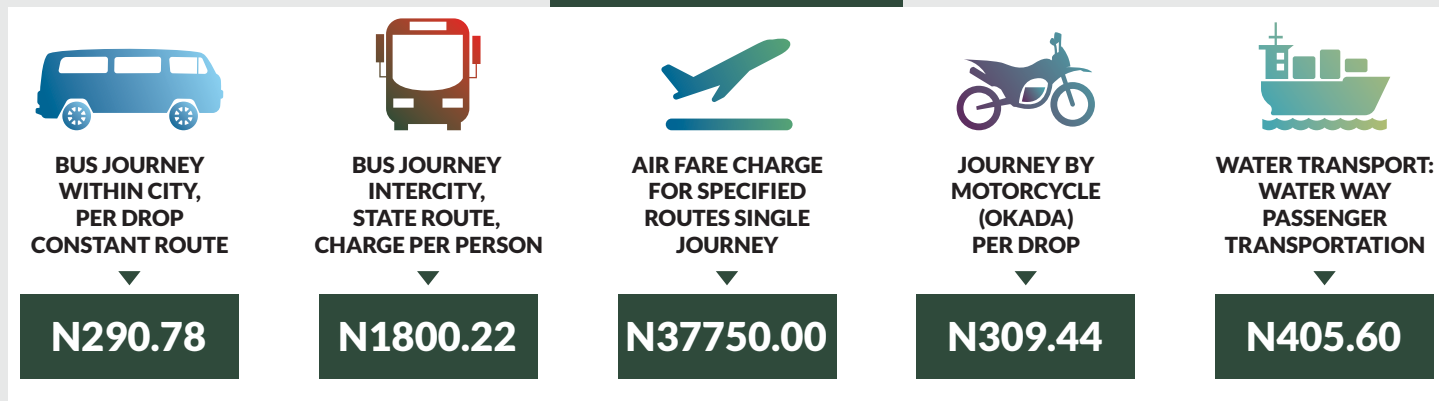 BUS JOURNEY
WITHIN CITY,
PER DROP
CONSTANT ROUTE
N290.78
BUS JOURNEY
INTERCITY,
STATE ROUTE,
CHARGE PER PERSON
N1800.22
AIR FARE CHARGE
FOR SPECIFIED
ROUTES SINGLE
JOURNEY
N37750.00
JOURNEY BY
MOTORCYCLE
(OKADA)
PER DROP
N309.44
WATER TRANSPORT:
WATER WAY
PASSENGER
TRANSPORTATION
N405.60